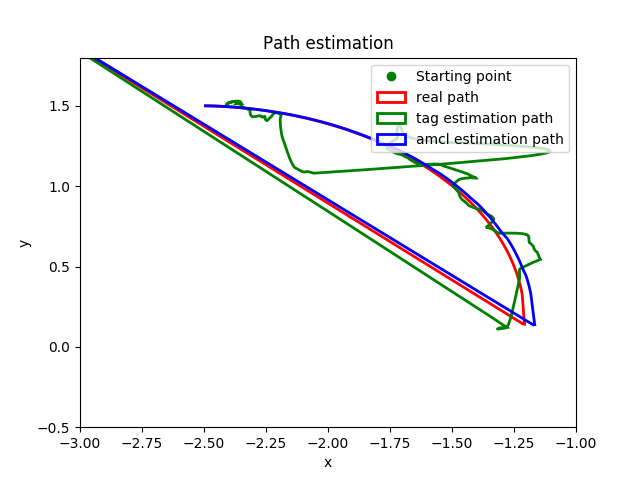 Path estimation
Starting point
real path
tag estimation path
amcl estimation path
1.5
1.0
0.5
0.0
−0.5
y
−3.00 −2.75 −2.50 −2.25 −2.00 −1.75 −1.50 −1.25 −1.00
x